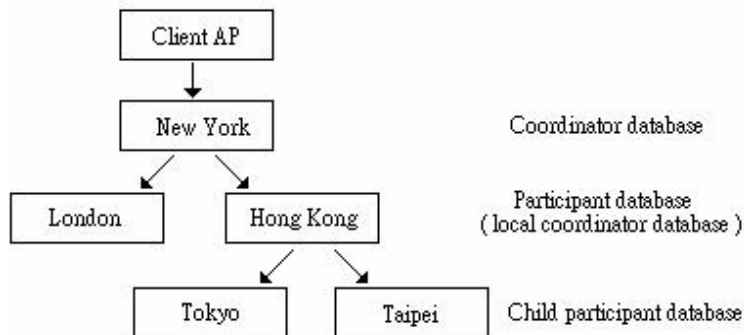 Client AP
New York
Coordinator database
London
Hong Kong
Participant database
( local coordinator database )
Tokyo
Taipei
Child participant database